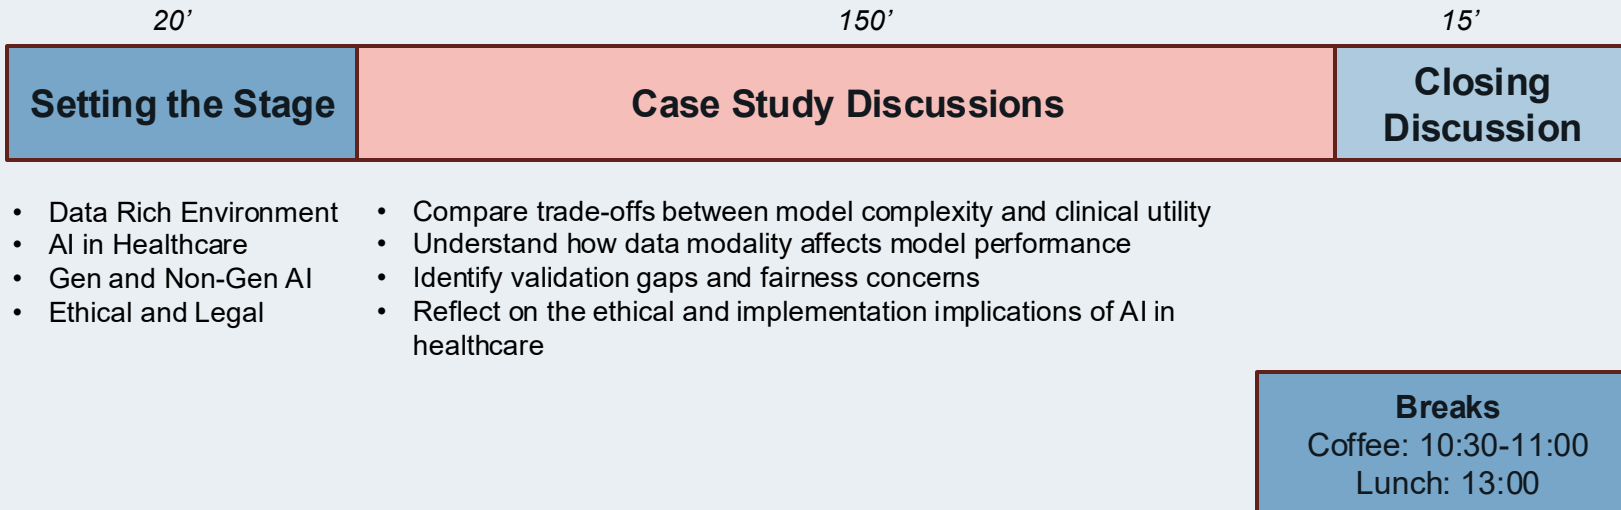 20’
150’
15’
Setting the Stage
Case Study Discussions
Closing
Discussion
• Data Rich Environment
• AI in Healthcare
• Gen and Non-Gen AI
• Ethical and Legal
• Compare trade-offs between model complexity and clinical utility
• Understand how data modality affects model performance
• Identify validation gaps and fairness concerns
• Reflect on the ethical and implementation implications of AI in
healthcare
Breaks
Coffee: 10:30-11:00
Lunch: 13:00